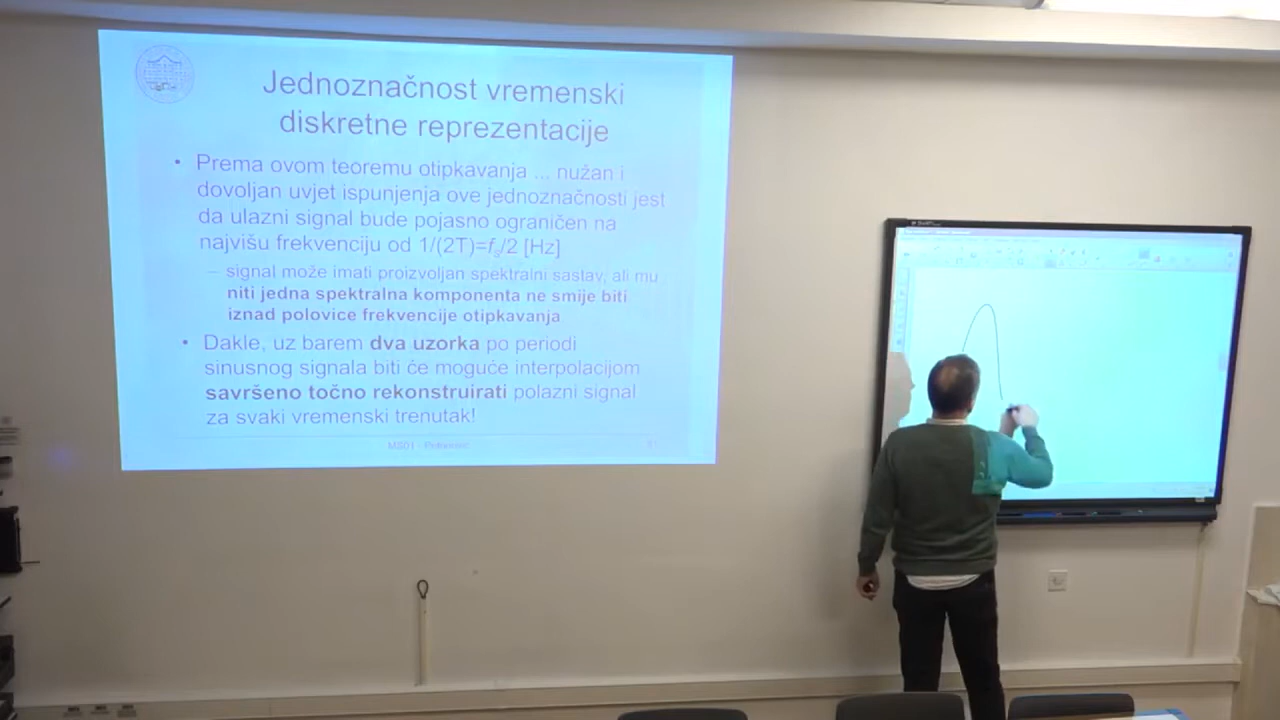 Jednoznačnost vremenski
diskretne reprezentacije
• Prema ovom teoremu otipkavanja ... nužan i
dovoljan uvjet ispunjenja ove jednoznačnosti jest
da ulazni signal bude pojasno ograničen na
najvišu frekvenciju od 1/(2T)=fs/2 [Hz]
– signal može imati proizvoljan spektralni sastav, ali mu
niti jedna spektralna komponenta ne smije biti
iznad polovice frekvencije otipkavanja
• Dakle, uz barem dva uzorka po periodi
sinusnog signala biti će moguće interpolacijom
savršeno točno rekonstruirati polazni signal
za svaki vremenski trenutak!
MS01 -